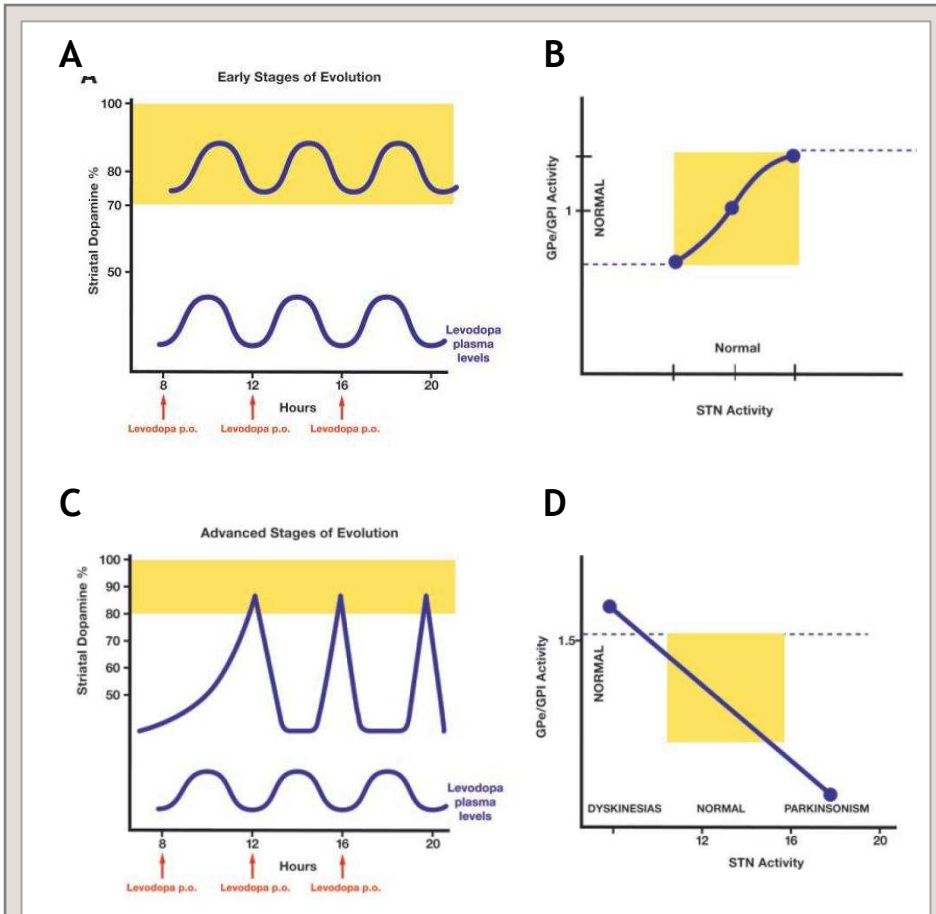 A
A
Early Stages of Evolution
100
80
70
50
Striatal Dopamine %
Levodopa
plasma
levels
8 12 16 20
Hours
Levodopa p.o. Levodopa p.o. Levodopa p.o.
B
GPe/GPI Activity
NORMAL
1
Normal
STN Activity
C
Advanced Stages of Evolution
100
90
80
70
60
50
Striatal Dopamine %
Levodopa
plasma
levels
8 12 16 20
Hours
Levodopa p.o. Levodopa p.o. Levodopa p.o.
D
GPe/GPI Activity
1.5
NORMAL
DYSKINESIAS NORMAL PARKINSONISM
12 16 20
STN Activity